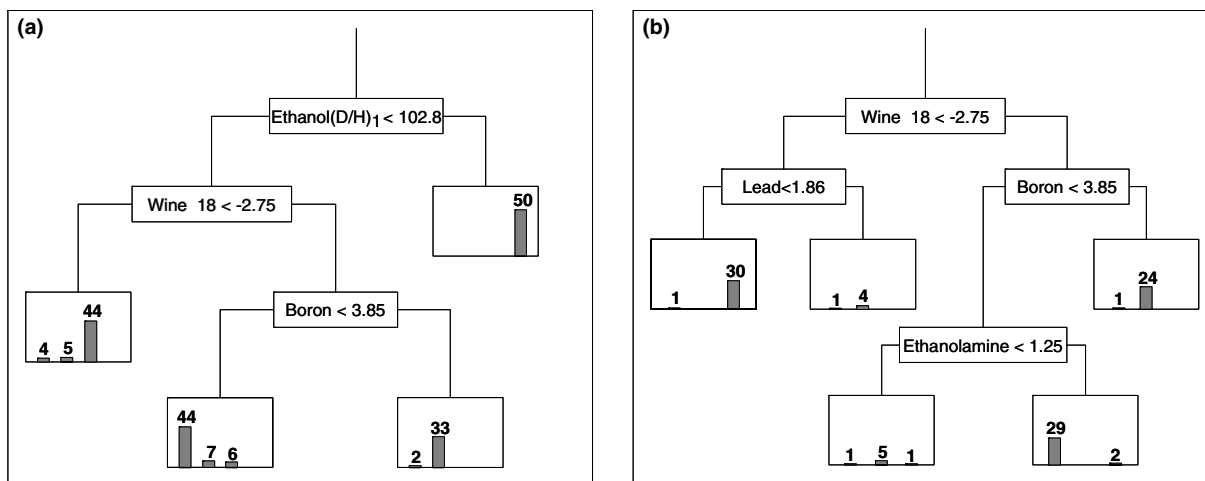 (a)
Ethanol(D/H)1 < 102.8
Wine 18 < -2.75
50
44
4 5
Boron < 3.85
44
7 6
33
2
(b)
Wine 18 < -2.75
Lead<1.86
Boron < 3.85
30
1
1 4
24
1
Ethanolamine < 1.25
1 5 1
29
2